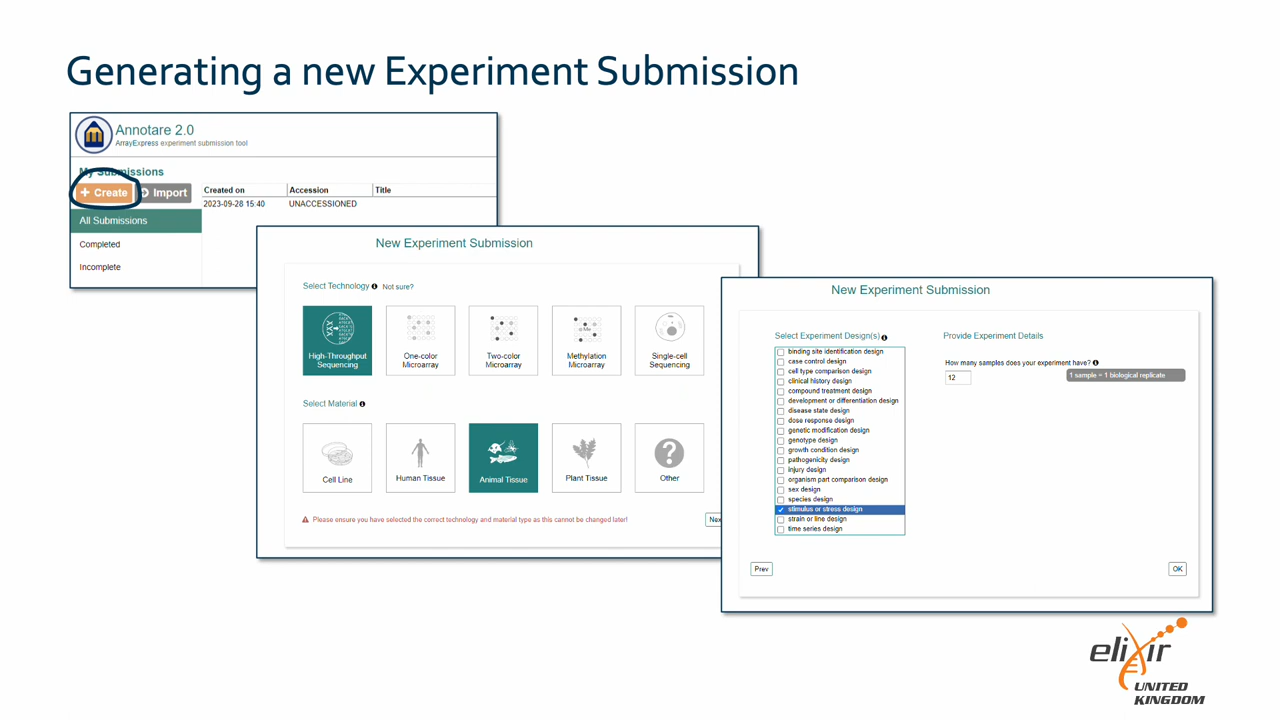 Generating a new Experiment Submission
Annotare 2.0
ArrayExpress experiment submission tool
My Submissions
+ Create
Import
Created on
Accession
Title
2023-09-28 15:40
UNACCESSIONED
All Submissions
Completed
Incomplete
New Experiment Submission
Select Technology
Not sure?
High-Throughput
Sequencing
One-color
Microarray
Two-color
Microarray
Methylation
Microarray
Single-cell
Sequencing
Select Material
Cell Line
Human Tissue
Animal Tissue
Plant Tissue
?
Other
Please ensure you have selected the correct technology and material type as this cannot be changed later!
Nex
New Experiment Submission
Select Experiment Design(s)
binding site identification design
case control design
cell type comparison design
clinical history design
compound treatment design
development or differentiation design
disease state design
dose response design
genetic modification design
genotype design
growth condition design
pathogenicity design
injury design
organism part comparison design
sex design
species design
stimulus or stress design
strain or line design
time series design
Provide Experiment Details
How many samples does your experiment have?
12
1 sample = 1 biological replicate
Prev
OK
elixir
UNITED
KINGDOM